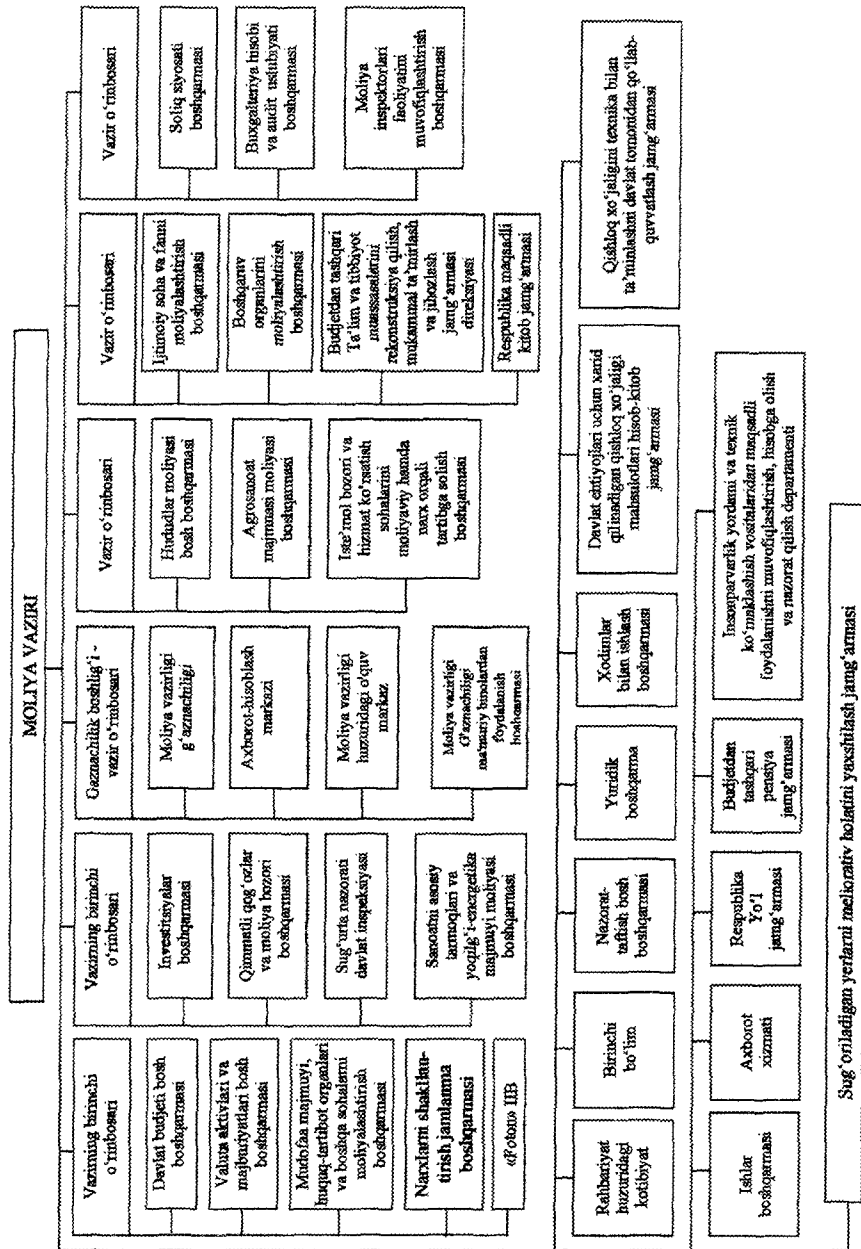 MOLIYA VAZIRI
Vazirning birinchi
o‘rinbosari
Davlat budjeti bosh
boshqarmasi
Valuta aktivlari va
majburiyatlari bosh
boshqarmasi
Mudofaa majmuyi,
huquq-tartibot organlari
va boshqa sohalarni
moliyalashtirish
boshqarmasi
Narxlarni shakllan-
tirish jamlanma
boshqarmasi
«Foton» IIB
Vazirning birinchi
o‘rinbosari
Investitsiyalar
boshqarmasi
Qimmatli qog‘ozlar
va moliya bozori
boshqarmasi
Sug‘urta nazorati
davlat inspeksiyasi
Sanoatni asosiy
tarmoqlari va
yoqilg‘i-energetika
majmuyi moliyasi
boshqarmasi
Gaznachilik boshlig‘i -
vazir o‘rinbosari
Moliya vazirligi
g‘aznachiligi
Axborot-hisoblash
markazi
Moliya vazirligi
huzuridagi o‘quv
markaz
Moliya vazirligi
G‘aznachiligi
ma’muriy binolardan
foydalanish
boshqarmasi
Vazir o‘rinbosari
Hududlar moliyasi
bosh boshqarmasi
Agrosanoat
majmuasi moliyasi
boshqarmasi
Iste’mol bozori va
hizmat ko‘rsatish
sohalarini
moliyaviy hamda
narx orqali
tartibga solish
boshqarmasi
Vazir o‘rinbosari
Ijtimoiy soha va fanni
moliyalashtirish
boshqarmasi
Boshqaruv
organlarini
moliyalashtirish
boshqarmasi
Budjetdan tashqari
Ta’lim va tibbiyot
muassasalarini
rekonstruksiya qilish,
mukammal ta’mirlash
va jihozlash
jamg‘armasi
direksiyasi
Respublika maqsadli
kitob jamg‘armasi
Vazir o‘rinbosari
Soliq siyosati
boshqarmasi
Buxgalteriya hisobi
va audit uslubiyati
boshqarmasi
Moliya
inspektorlari
faoliyatini
muvofiqlashtirish
boshqarmasi
Rahbariyat
huzuridagi
kotibiyat
Birinchi
bo‘lim
Nazorat-
taftish bosh
boshqarmasi
Yuridik
boshqarma
Xodimlar
bilan ishlash
boshqarmasi
Davlat ehtiyojlari uchun xarid
qilinadigan qishloq xo‘jaligi
mahsulotlari hisob-kitob
jamg‘armasi
Qishloq xo‘jaligini texnika bilan
ta’minlashni davlat tomonidan qo‘llab-
quvvatlash jamg‘armasi
Ishlar
boshqarmasi
Axborot
xizmati
Respublika
Yo‘l
jamg‘armasi
Budjetdan
tashqari
pensiya
jamg‘armasi
Insonparvarlik yordami va texnik
ko‘maklashish vositalaridan maqsadli
foydalanishni muvofiqlashtirish, hisobga olish
va nazorat qilish departamenti
Sug‘oriladigan yerlarni meliorativ holatini yaxshilash jamg‘armasi